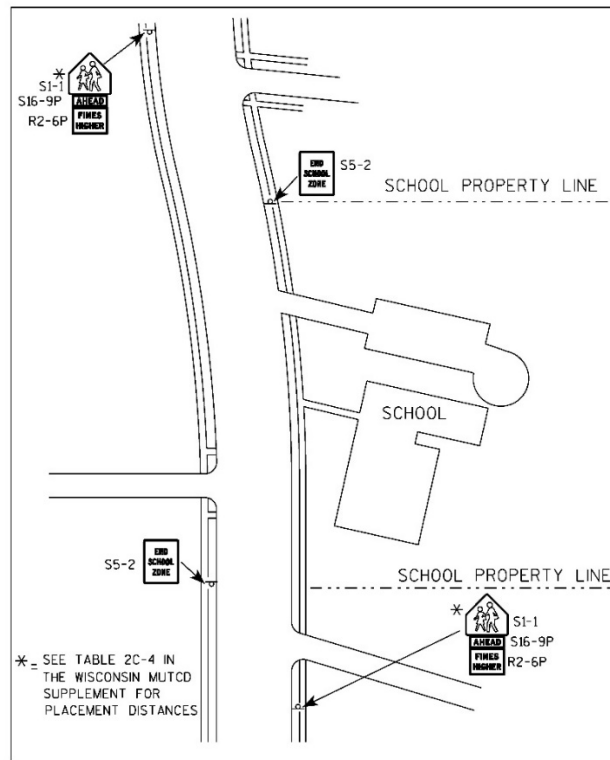 *
S1-1
S16-9P
AHEAD
R2-6P
FINES
HIGHER
END
SCHOOL
ZONE
S5-2
SCHOOL PROPERTY LINE
SCHOOL
S5-2
END
SCHOOL
ZONE
SCHOOL PROPERTY LINE
*
S1-1
AHEAD
S16-9P
FINES
HIGHER
R2-6P
* = SEE TABLE 2C-4 IN
THE WISCONSIN MUTCD
SUPPLEMENT FOR
PLACEMENT DISTANCES